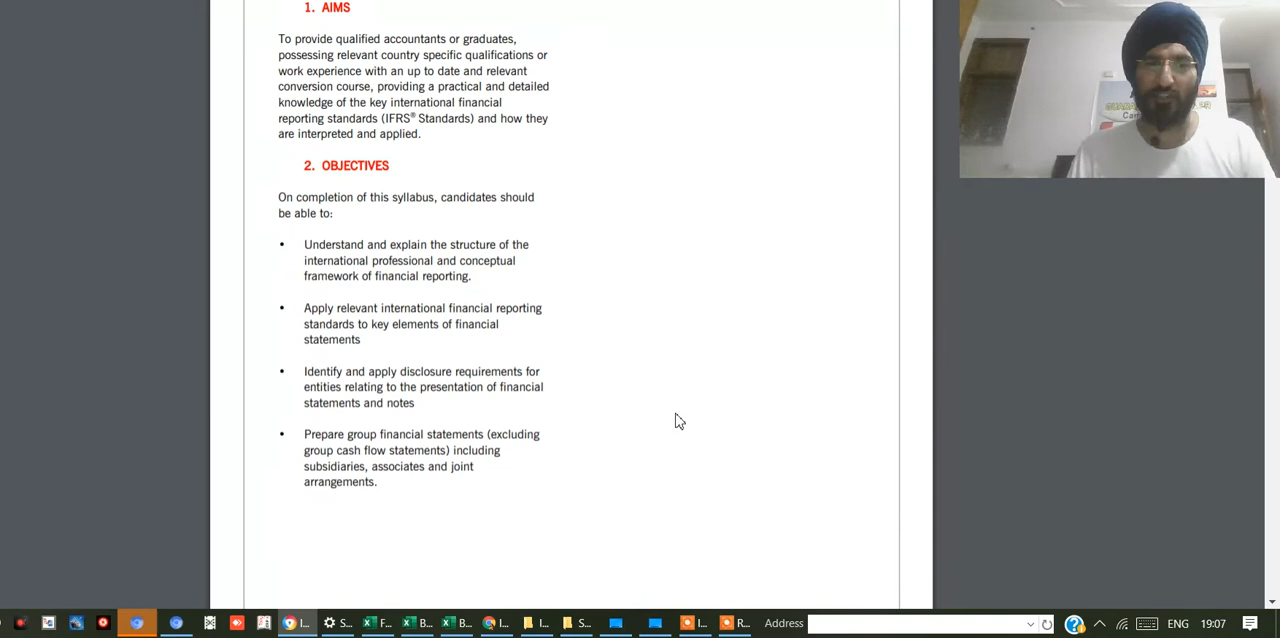 1. AIMS
To provide qualified accountants or graduates,
possessing relevant country specific qualifications or
work experience with an up to date and relevant
conversion course, providing a practical and detailed
knowledge of the key international financial
reporting standards (IFRS® Standards) and how they
are interpreted and applied.
2. OBJECTIVES
On completion of this syllabus, candidates should
be able to:
• Understand and explain the structure of the
international professional and conceptual
framework of financial reporting.
• Apply relevant international financial reporting
standards to key elements of financial
statements
• Identify and apply disclosure requirements for
entities relating to the presentation of financial
statements and notes
• Prepare group financial statements (excluding
group cash flow statements) including
subsidiaries, associates and joint
arrangements.
I... S... F... B... B... I... I... S... I... R... Address ENG 19:07